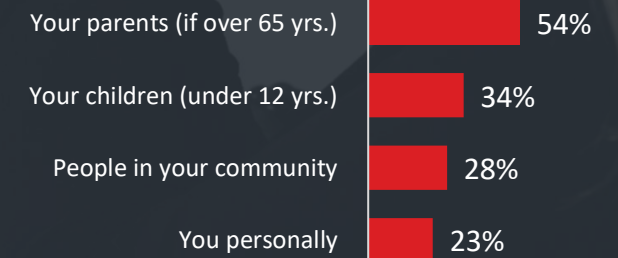 Your parents (if over 65 yrs.) 54%
Your children (under 12 yrs.) 34%
People in your community 28%
You personally 23%